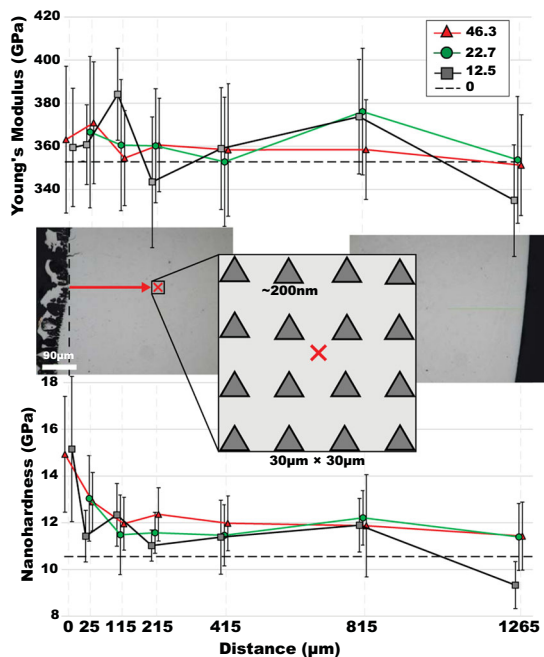 420
400
380
360
340
Young's Modulus (GPa)
46.3
22.7
12.5
0
90μm
~200nm
30μm × 30μm
18
16
14
12
10
8
Nanohardness (GPa)
0 25 115 215 415 815 1265
Distance (μm)